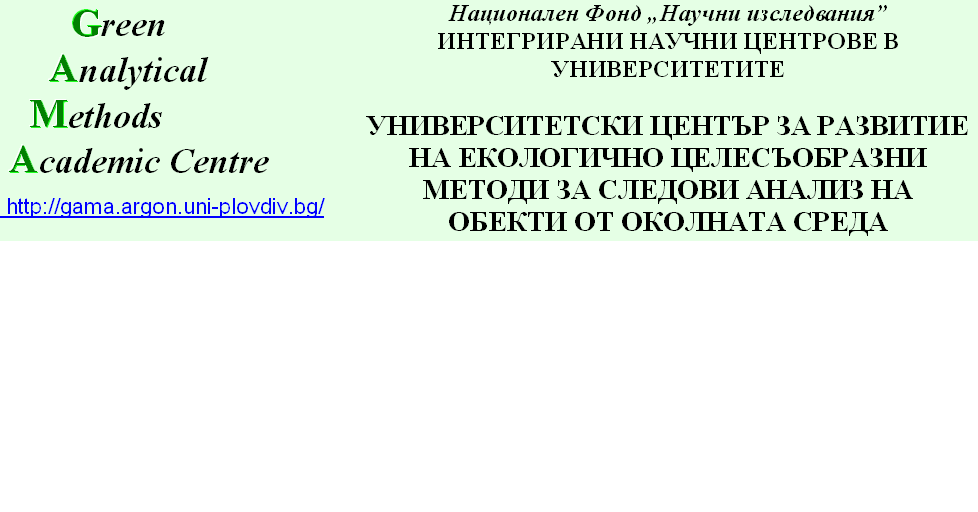 Green
Analytical
Methods
Academic Centre
http://gama.argon.uni-plovdiv.bg/
Национален Фонд „Научни изследвания”
ИНТЕГРИРАНИ НАУЧНИ ЦЕНТРОВЕ В
УНИВЕРСИТЕТИТЕ
УНИВЕРСИТЕТСКИ ЦЕНТЪР ЗА РАЗВИТИЕ
НА ЕКОЛОГИЧНО ЦЕЛЕСЪОБРАЗНИ
МЕТОДИ ЗА СЛЕДОВИ АНАЛИЗ НА
ОБЕКТИ ОТ ОКОЛНАТА СРЕДА